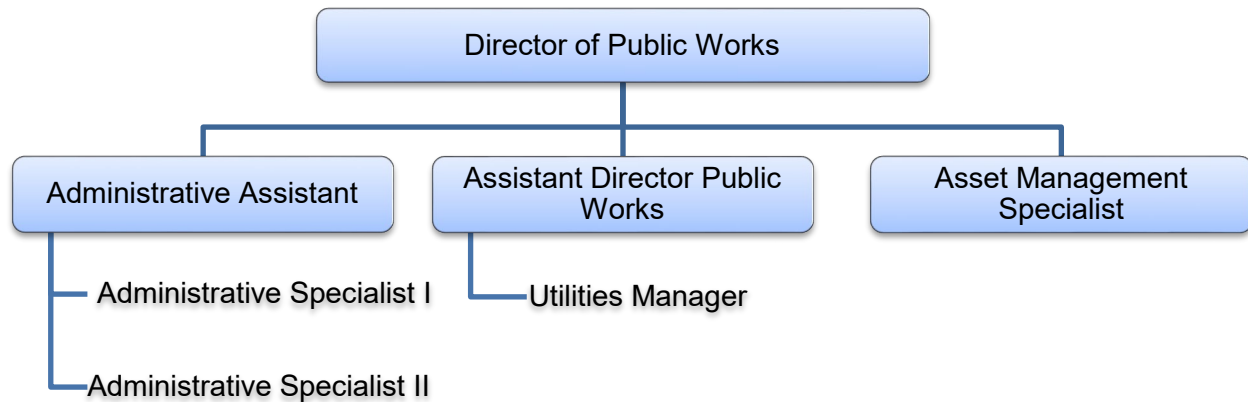 Director of Public Works
Administrative Assistant
Assistant Director Public
Works
Asset Management
Specialist
Administrative Specialist I
Utilities Manager
Administrative Specialist II